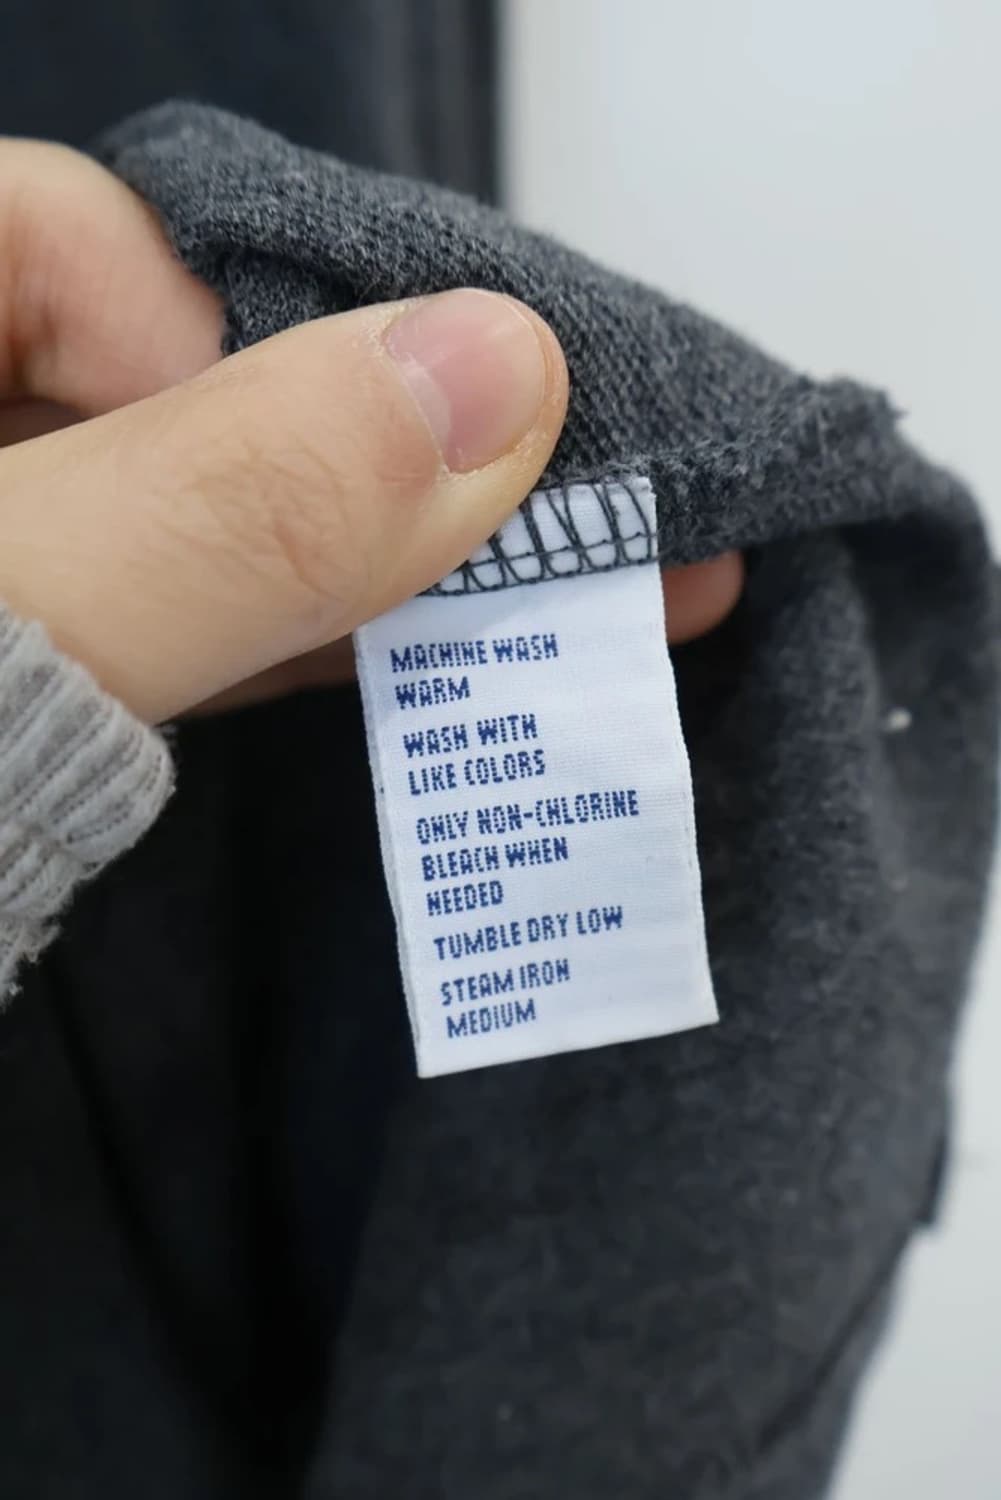 MACHINE WASH
WARM
WASH WITH
LIKE COLORS
ONLY NON-CHLORINE
BLEACH WHEN
NEEDED
TUMBLE DRY LOW
STEAM IRON
MEDIUM